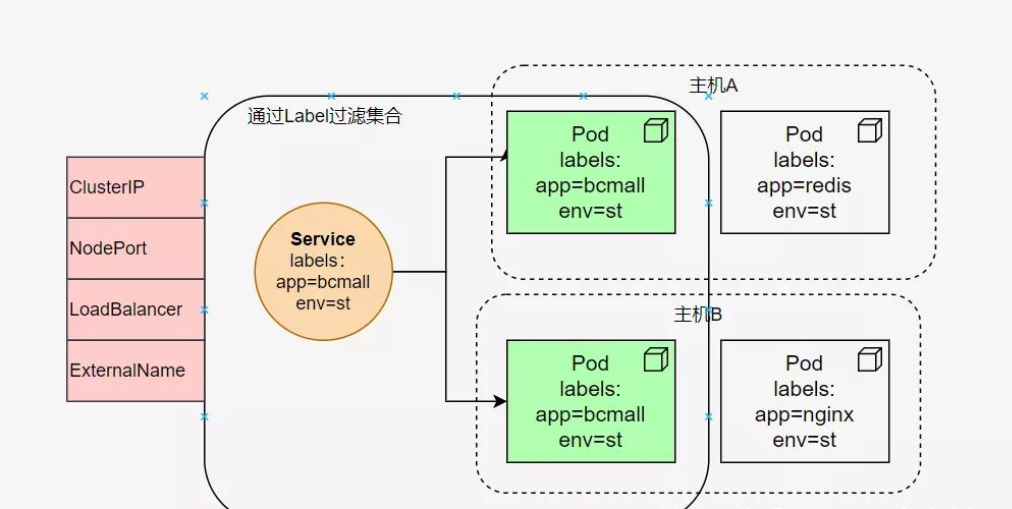 主机A
通过Label过滤集合
Pod
labels:
app=bcmall
env=st
Pod
labels:
app=redis
env=st
ClusterIP
NodePort
LoadBalancer
ExternalName
Service
labels：
app=bcmall
env=st
主机B
Pod
labels:
app=bcmall
env=st
Pod
labels:
app=nginx
env=st